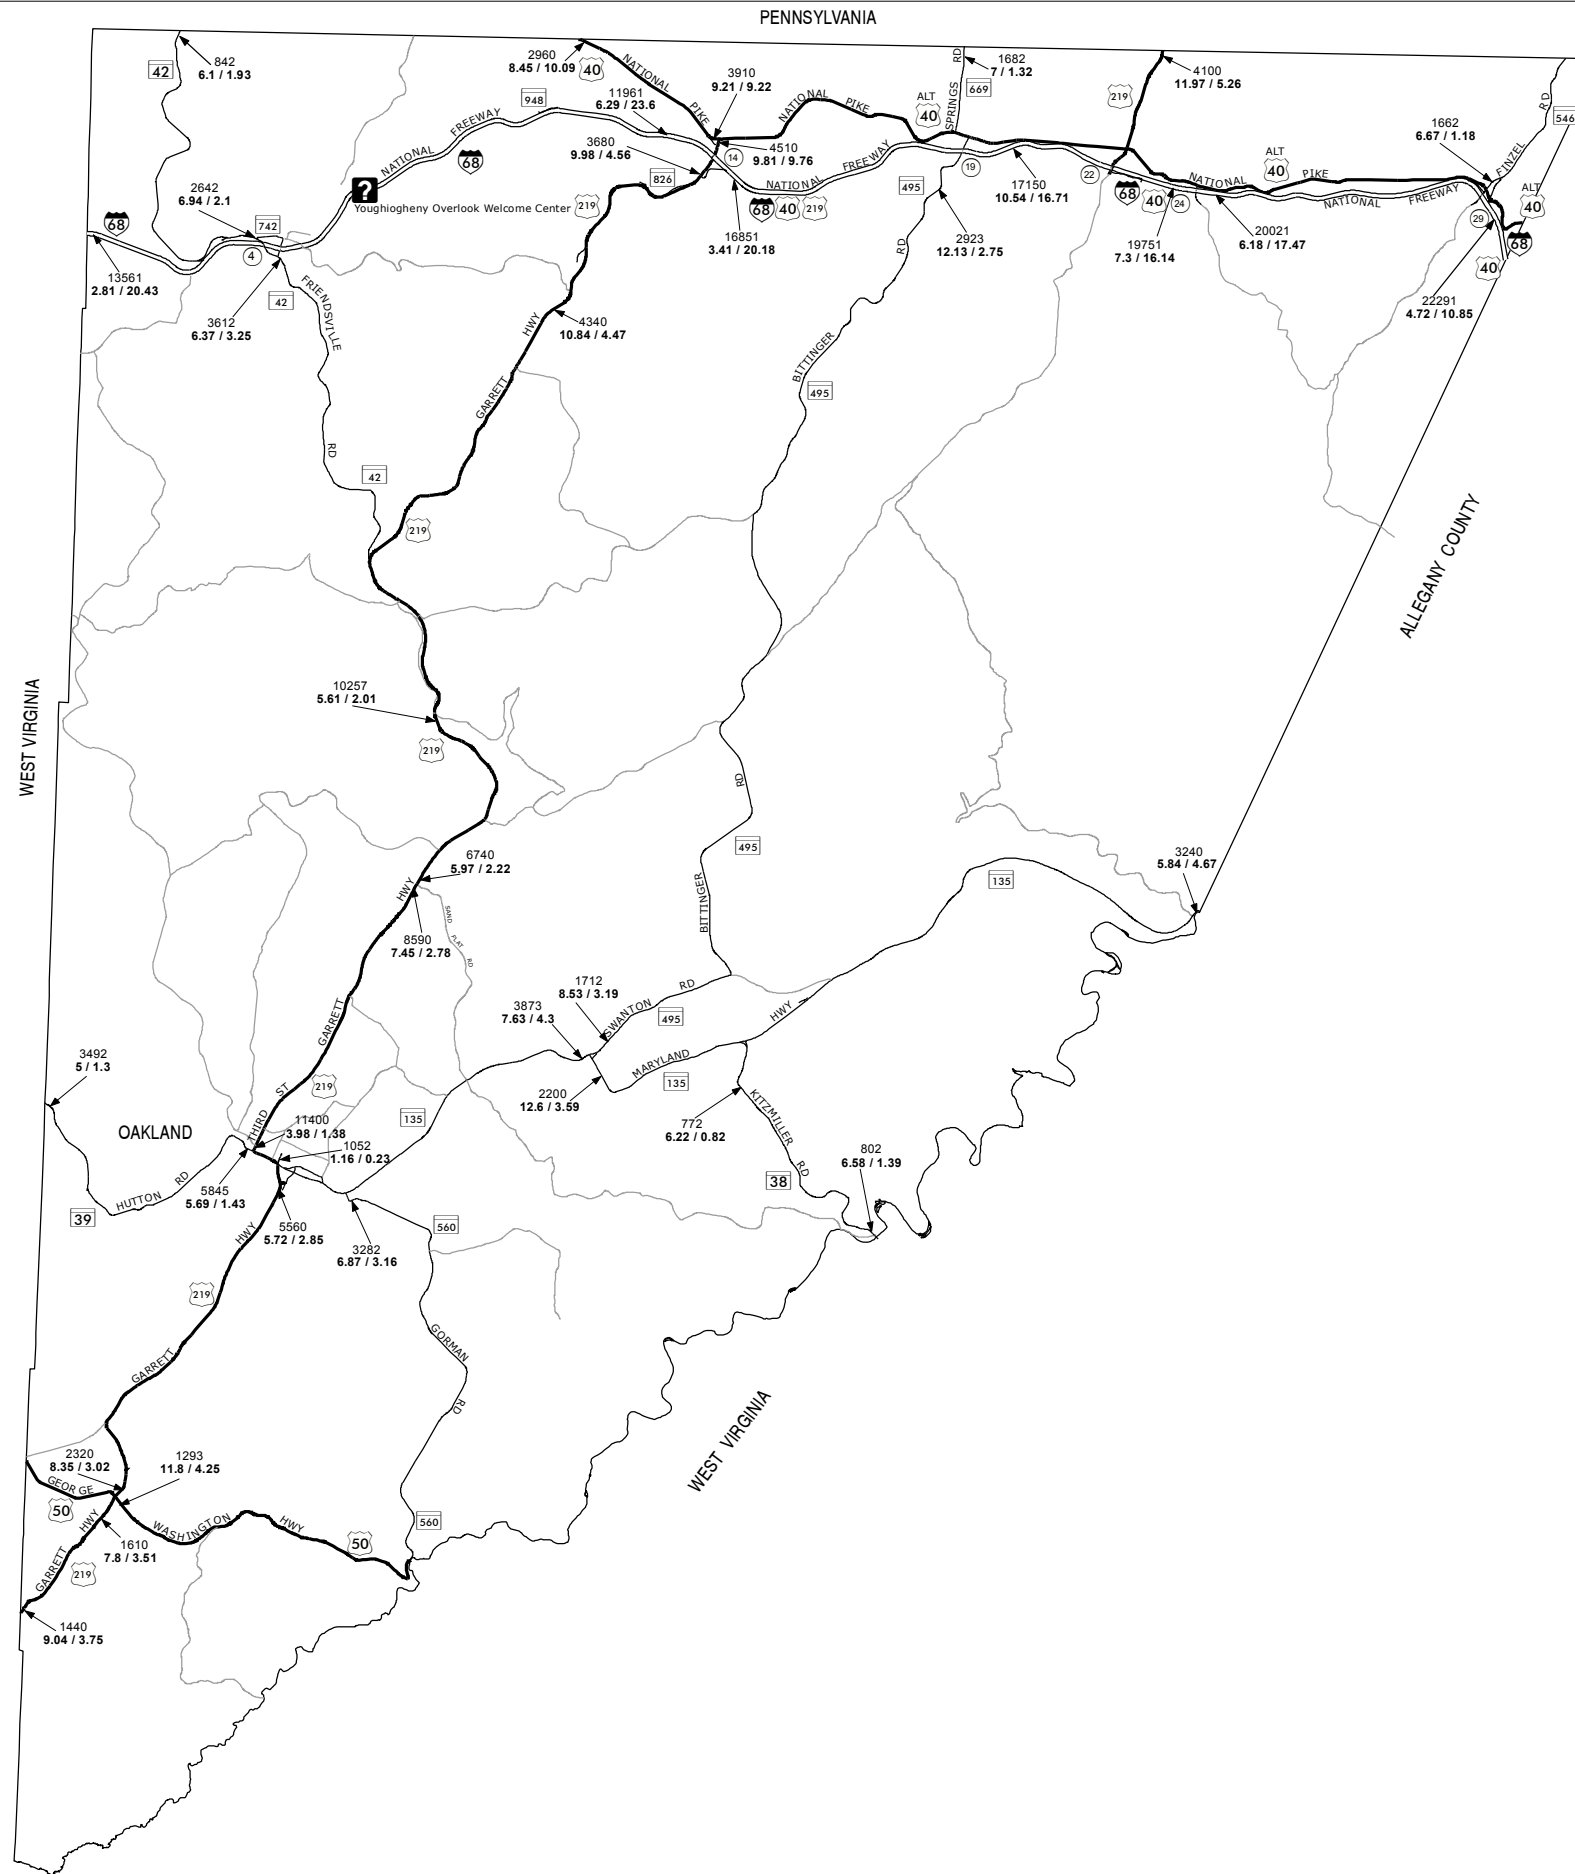 PENNSYLVANIA
842
6.1 / 1.93
42
2960
8.45 / 10.09
40
NATIONAL
PIKE
3910
9.21 / 9.22
NATIONAL
PIKE
ALT
40
SPRINGS
RD
1682
7 / 1.32
669
219
4100
11.97 / 5.26
RD
546
948
11961
6.29 / 23.6
FREEWAY
NATIONAL
68
3680
9.98 / 4.56
14
4510
9.81 / 9.76
FREEWAY
NATIONAL
19
17150
10.54 / 16.71
22
1662
6.67 / 1.18
FINZEL
ALT
40
NATIONAL
PIKE
NATIONAL
FREEWAY
ALT
40
826
495
2642
6.94 / 2.1
?
Youghiogheny Overlook Welcome Center
219
68
40
219
68
40
24
29
68
742
4
68
13561
2.81 / 20.43
16851
3.41 / 20.18
RD
2923
12.13 / 2.75
19751
7.3 / 16.14
20021
6.18 / 17.47
40
22291
4.72 / 10.85
42
FRIENDSVILLE
3612
6.37 / 3.25
HWY
4340
10.84 / 4.47
BITTINGER
495
GARRETT
RD
42
219
ALLEGANY COUNTY
WEST VIRGINIA
10257
5.61 / 2.01
219
RD
495
6740
5.97 / 2.22
HWY
SAND
FLAT
RD
8590
7.45 / 2.78
BITTINGER
135
3240
5.84 / 4.67
1712
8.53 / 3.19
RD
SWANTON
495
3873
7.63 / 4.3
HWY
GARRETT
MARYLAND
135
3492
5 / 1.3
219
ST
THIRD
2200
12.6 / 3.59
OAKLAND
11400
3.98 / 1.38
135
772
6.22 / 0.82
KITZMILLER
RD
1052
1.16 / 0.23
802
6.58 / 1.39
38
RD
HUTTON
39
5845
5.69 / 1.43
HWY
5560
5.72 / 2.85
3282
6.87 / 3.16
560
219
GORMAN
RD
GARRETT
WEST VIRGINIA
2320
8.35 / 3.02
1293
11.8 / 4.25
GEORGE
50
HWY
WASHINGTON
HWY
50
560
1610
7.8 / 3.51
GARRETT
219
1440
9.04 / 3.75